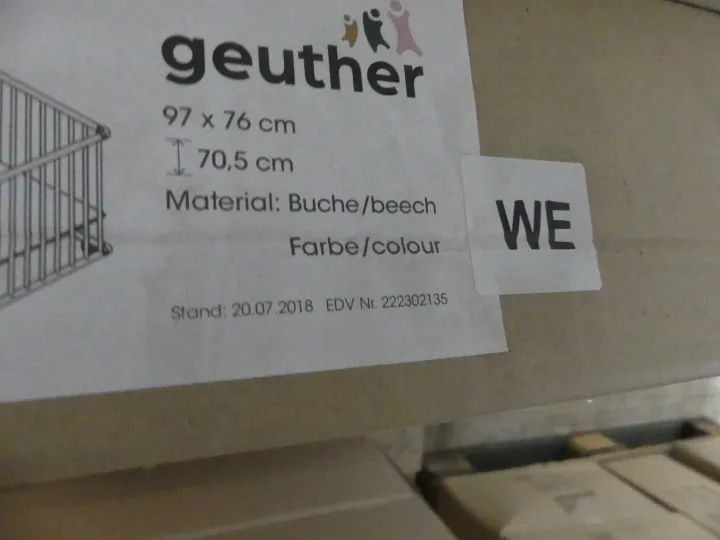 geuther
97 x 76 cm
70,5 cm
Material: Buche/beech
Farbe/colour
WE
Stand: 20.07.2018 EDV Nr. 222302135